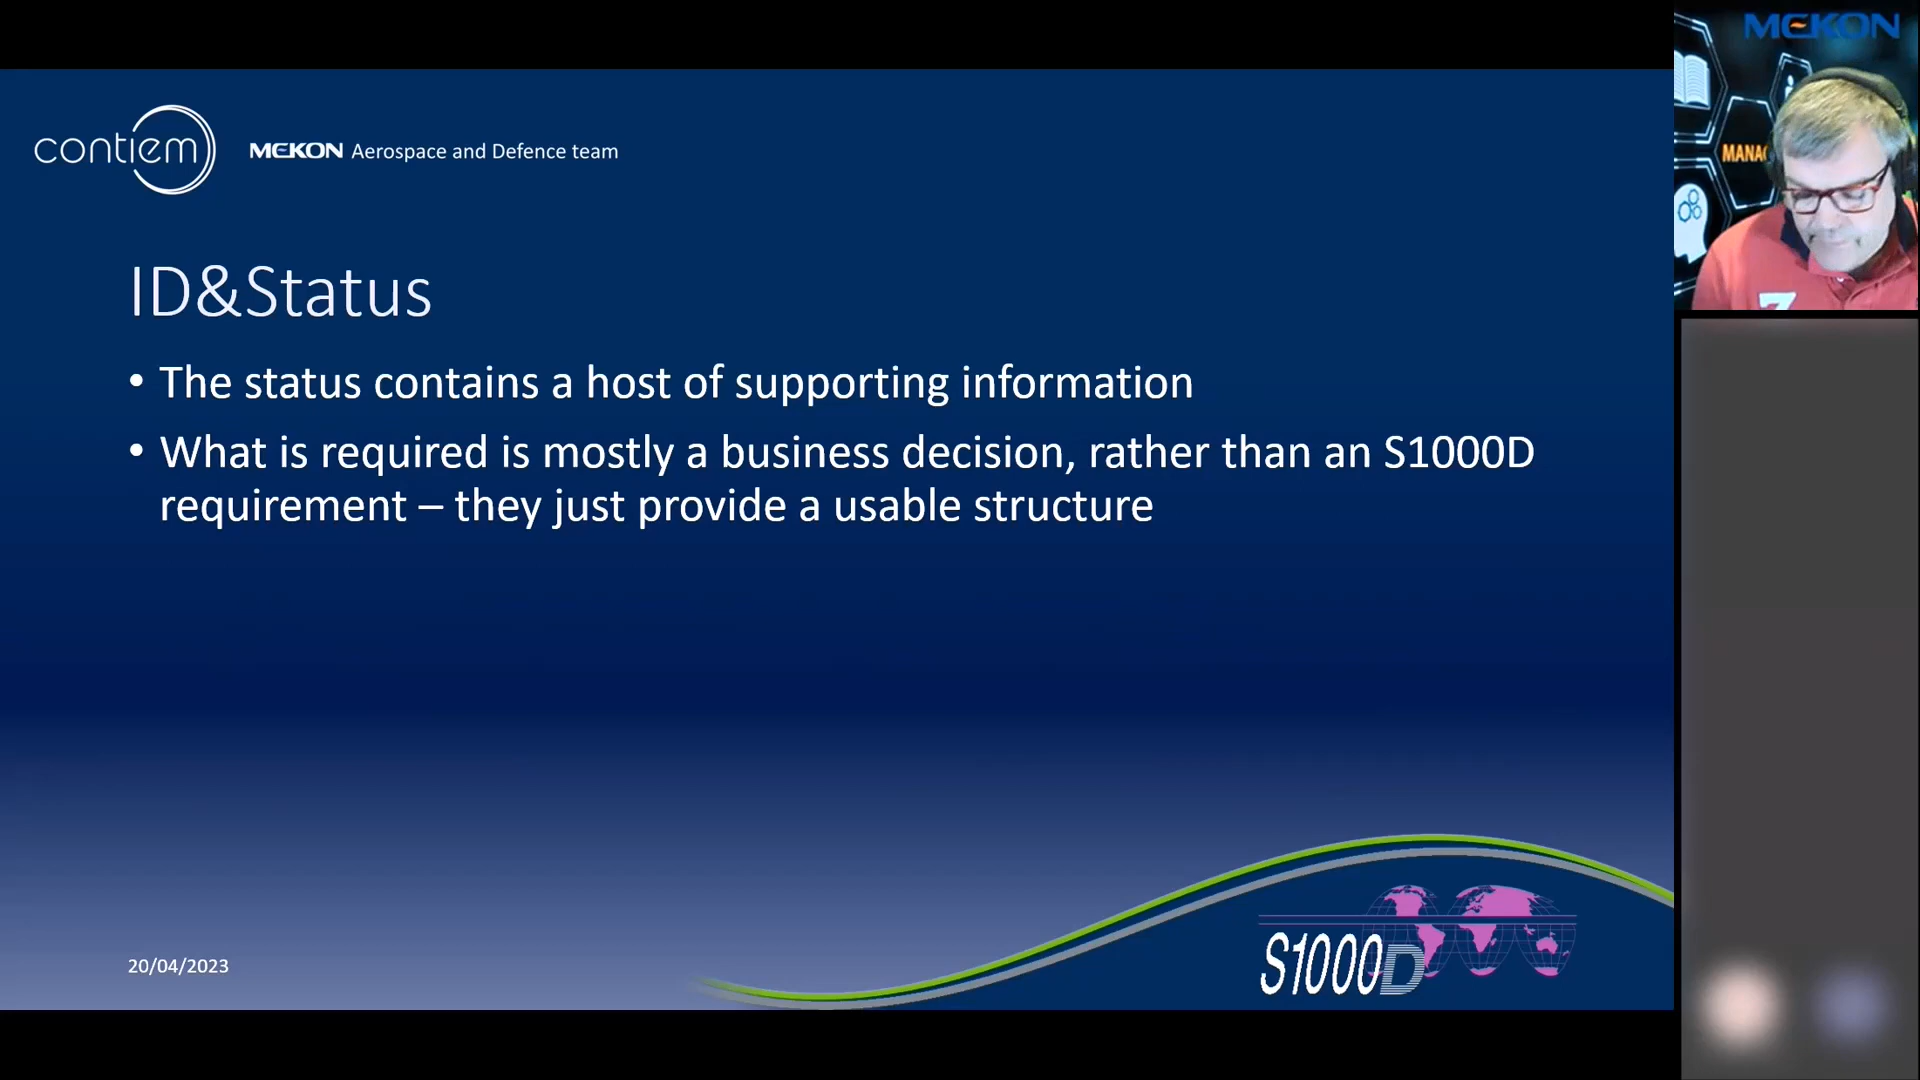 MEKON
MANAG
contiem
MEKON Aerospace and Defence team
ID&Status
• The status contains a host of supporting information
• What is required is mostly a business decision, rather than an S1000D
requirement – they just provide a usable structure
20/04/2023
S1000D